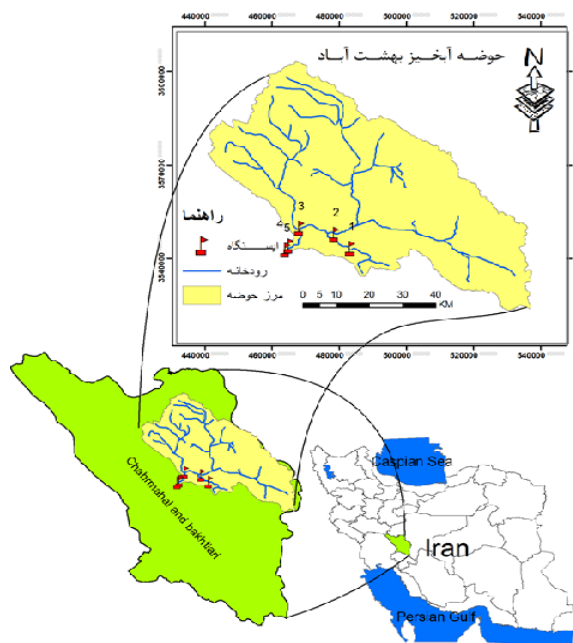 440000 460000 480000 500000 520000 540000
حوضه آبخیز بهشت آباد
N
3600000
3570000
3540000
3
2
1
4
5
راهنما
ایستگاه
رودخانه
مرز حوضه
0 5 10 20 30 40
KM
440000 460000 480000 500000 520000 540000
Chahrmahal and bakhtiari
Caspian Sea
Iran
Persian Gulf